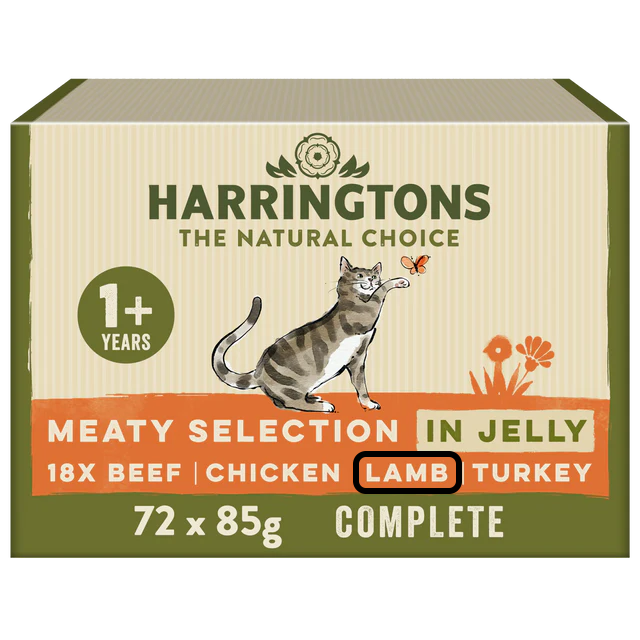 HARRINGTONS
THE NATURAL CHOICE
1+
YEARS
MEATY SELECTION IN JELLY
18X BEEF | CHICKEN | LAMB | TURKEY
72 x 85g COMPLETE